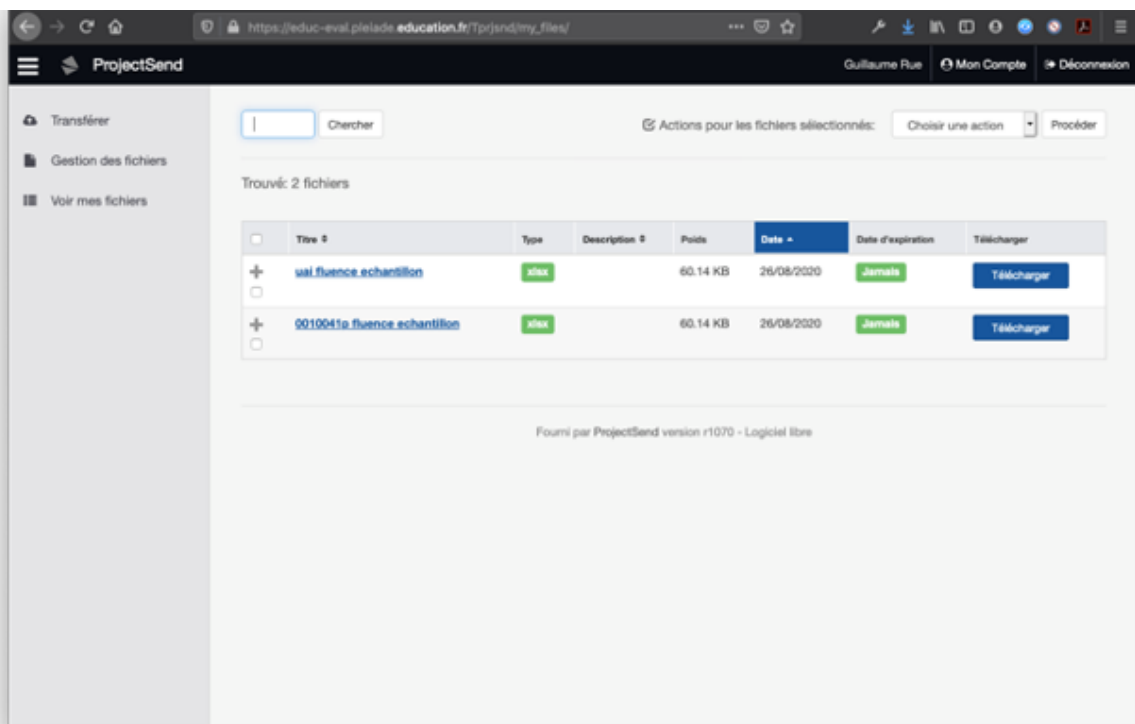 https://educ-eval.pleiade.education.fr/Tprjsnd/my_files/
ProjectSend
Guillaume Rue
Mon Compte
Déconnexion
Transférer
Gestion des fichiers
Voir mes fichiers
Chercher
Actions pour les fichiers sélectionnés:
Choisir une action
Procéder
Trouvé: 2 fichiers
Titre Type Description Poids Date Date d'expiration Télécharger
uai fluence echantillon xlsx 60.14 KB 26/08/2020 Jamais Télécharger
0010041p fluence echantillon xlsx 60.14 KB 26/08/2020 Jamais Télécharger
Fourni par ProjectSend version r1070 - Logiciel libre